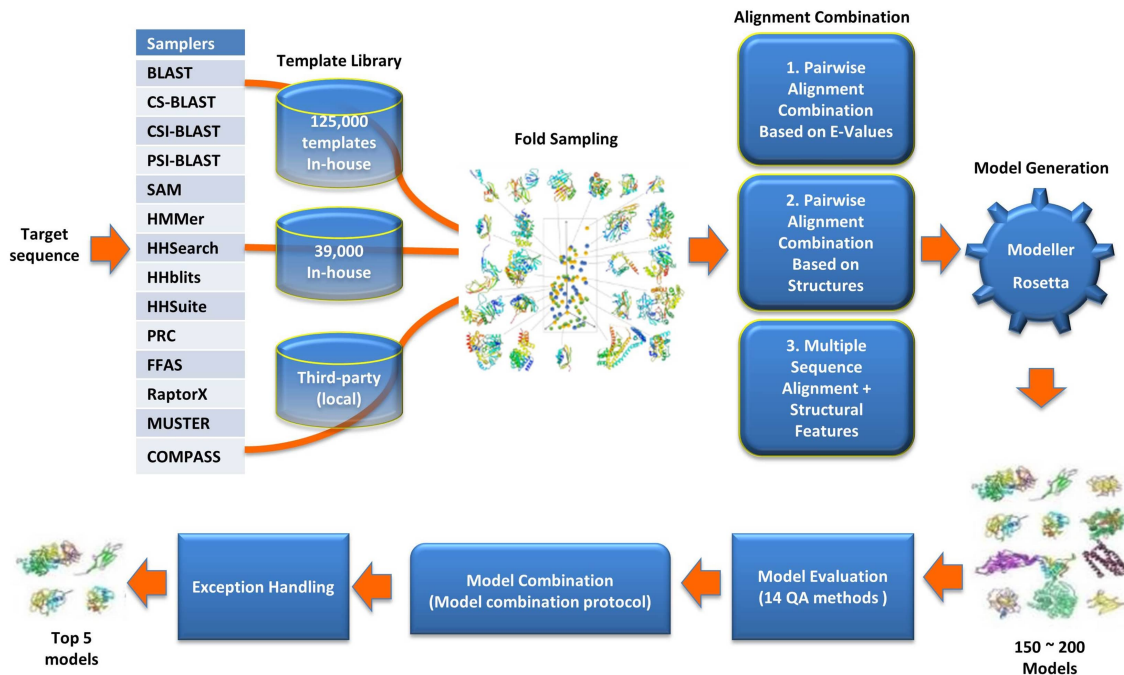 Target
sequence
Samplers
BLAST
CS-BLAST
CSI-BLAST
PSI-BLAST
SAM
HMMer
HHSearch
HHblits
HHSuite
PRC
FFAS
RaptorX
MUSTER
COMPASS
Template Library
125,000
templates
In-house
39,000
In-house
Third-party
(local)
Fold Sampling
Alignment Combination
1. Pairwise
Alignment
Combination
Based on E-Values
2. Pairwise
Alignment
Combination
Based on
Structures
3. Multiple
Sequence
Alignment +
Structural
Features
Model Generation
Modeller
Rosetta
150 ~ 200
Models
Model Evaluation
(14 QA methods )
Model Combination
(Model combination protocol)
Exception Handling
Top 5
models